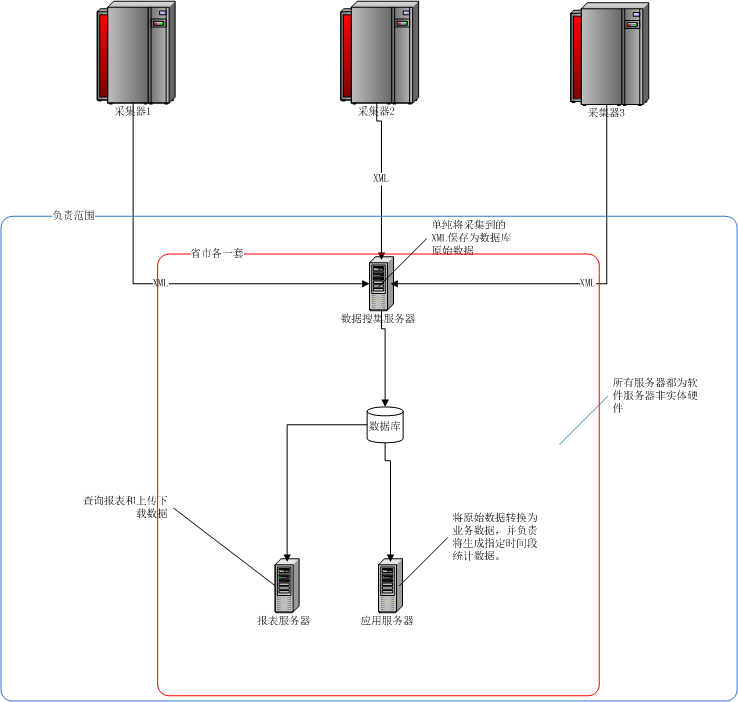 采集器1
采集器2
采集器3
XML
负责范围
单纯将采集到的
XML保存为数据库
原始数据
省市各一套
XML
XML
数据搜集服务器
所有服务器都为软
件服务器非实体硬
件
数据库
查询报表和上传下
载数据
将原始数据转换为
业务数据，并负责
将生成指定时间段
统计数据。
报表服务器
应用服务器